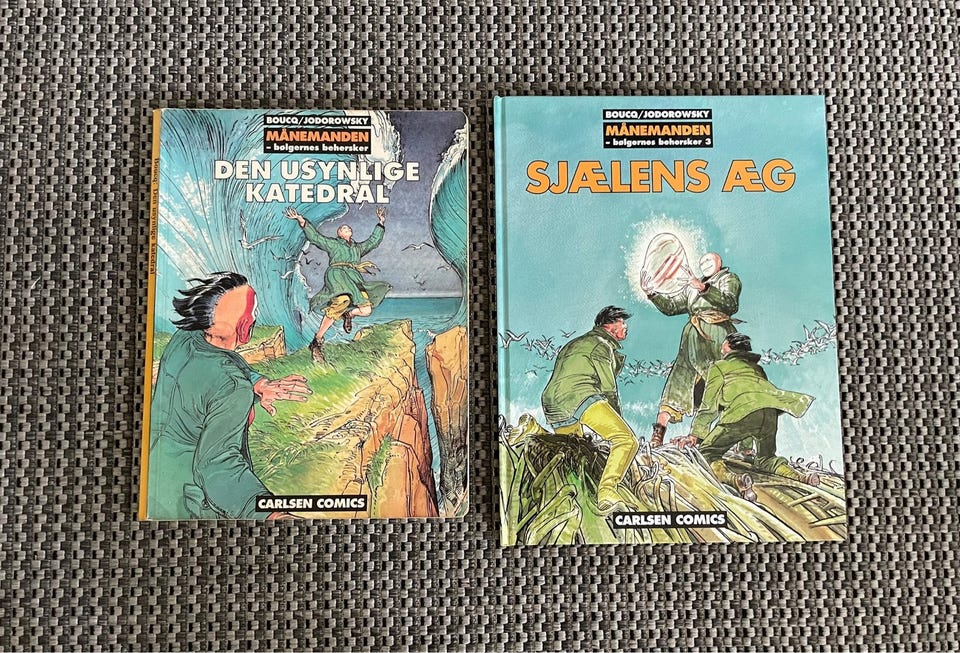 BOUCQ/JODOROWSKY
MÅNEMANDEN
– bølgernes behersker
DEN USYNLIGE
KATEDRAL
CARLSEN COMICS
BOUCQ/JODOROWSKY
MÅNEMANDEN
– bølgernes behersker 3
SJÆLENS ÆG
CARLSEN COMICS